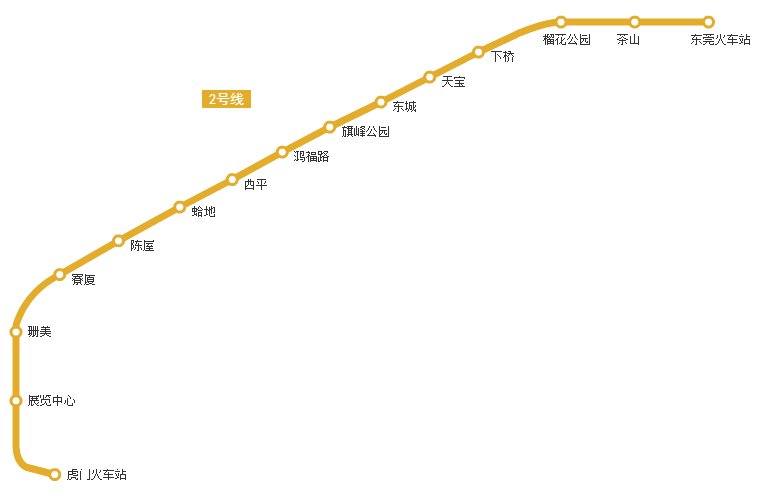 榴花公园
茶山
东莞火车站
下桥
天宝
2号线
东城
旗峰公园
鸿福路
西平
蛤地
陈屋
寮厦
珊美
展览中心
虎门火车站